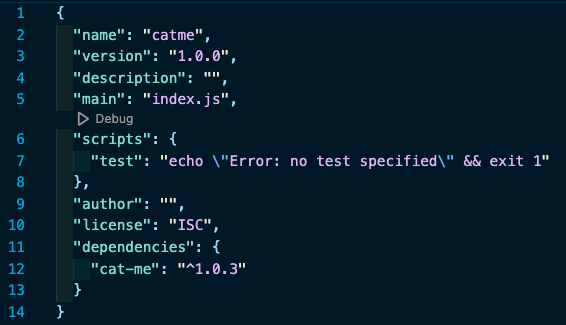 1 {
2 "name": "catme",
3 "version": "1.0.0",
4 "description": "",
5 "main": "index.js",
Debug
6 "scripts": {
7 "test": "echo \"Error: no test specified\" && exit 1"
8 },
9 "author": "",
10 "license": "ISC",
11 "dependencies": {
12 "cat-me": "^1.0.3"
13 }
14 }